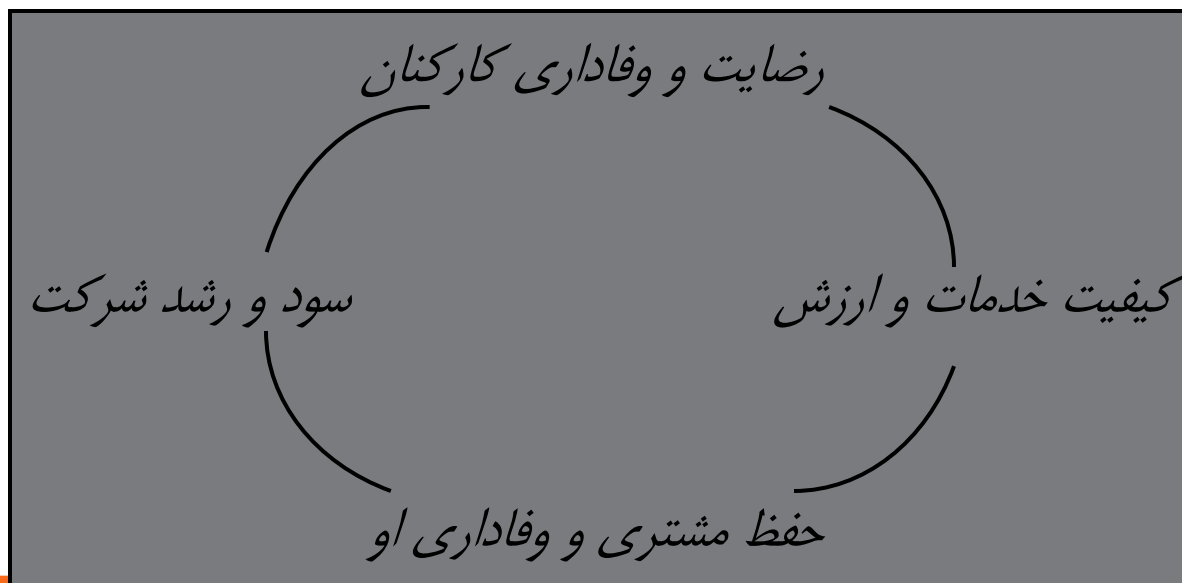 رضایت و وفاداری کارکنان
کیفیت خدمات و ارزش
سود و رشد شرکت
حفظ مشتری و وفاداری او